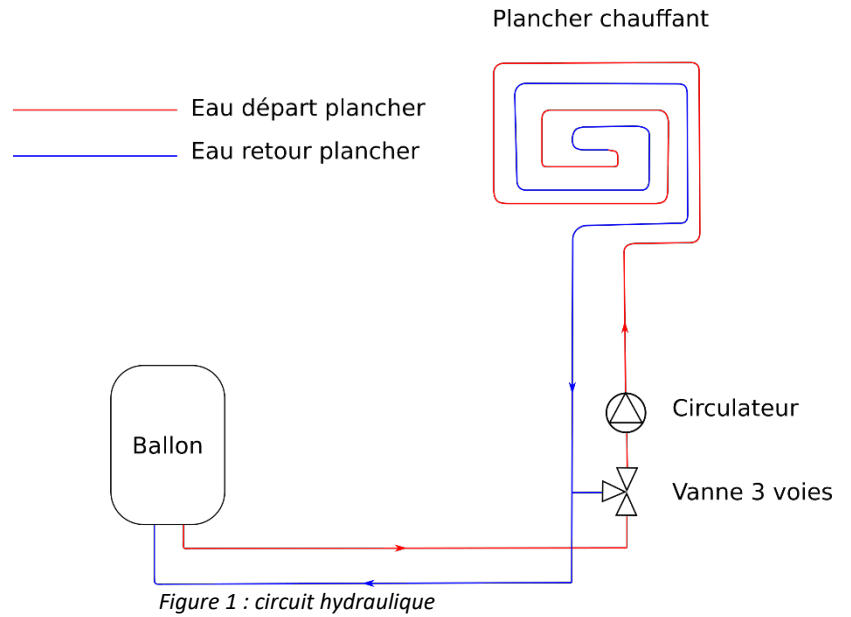 Plancher chauffant
Eau départ plancher
Eau retour plancher
Circulateur
Ballon
Vanne 3 voies
Figure 1 : circuit hydraulique